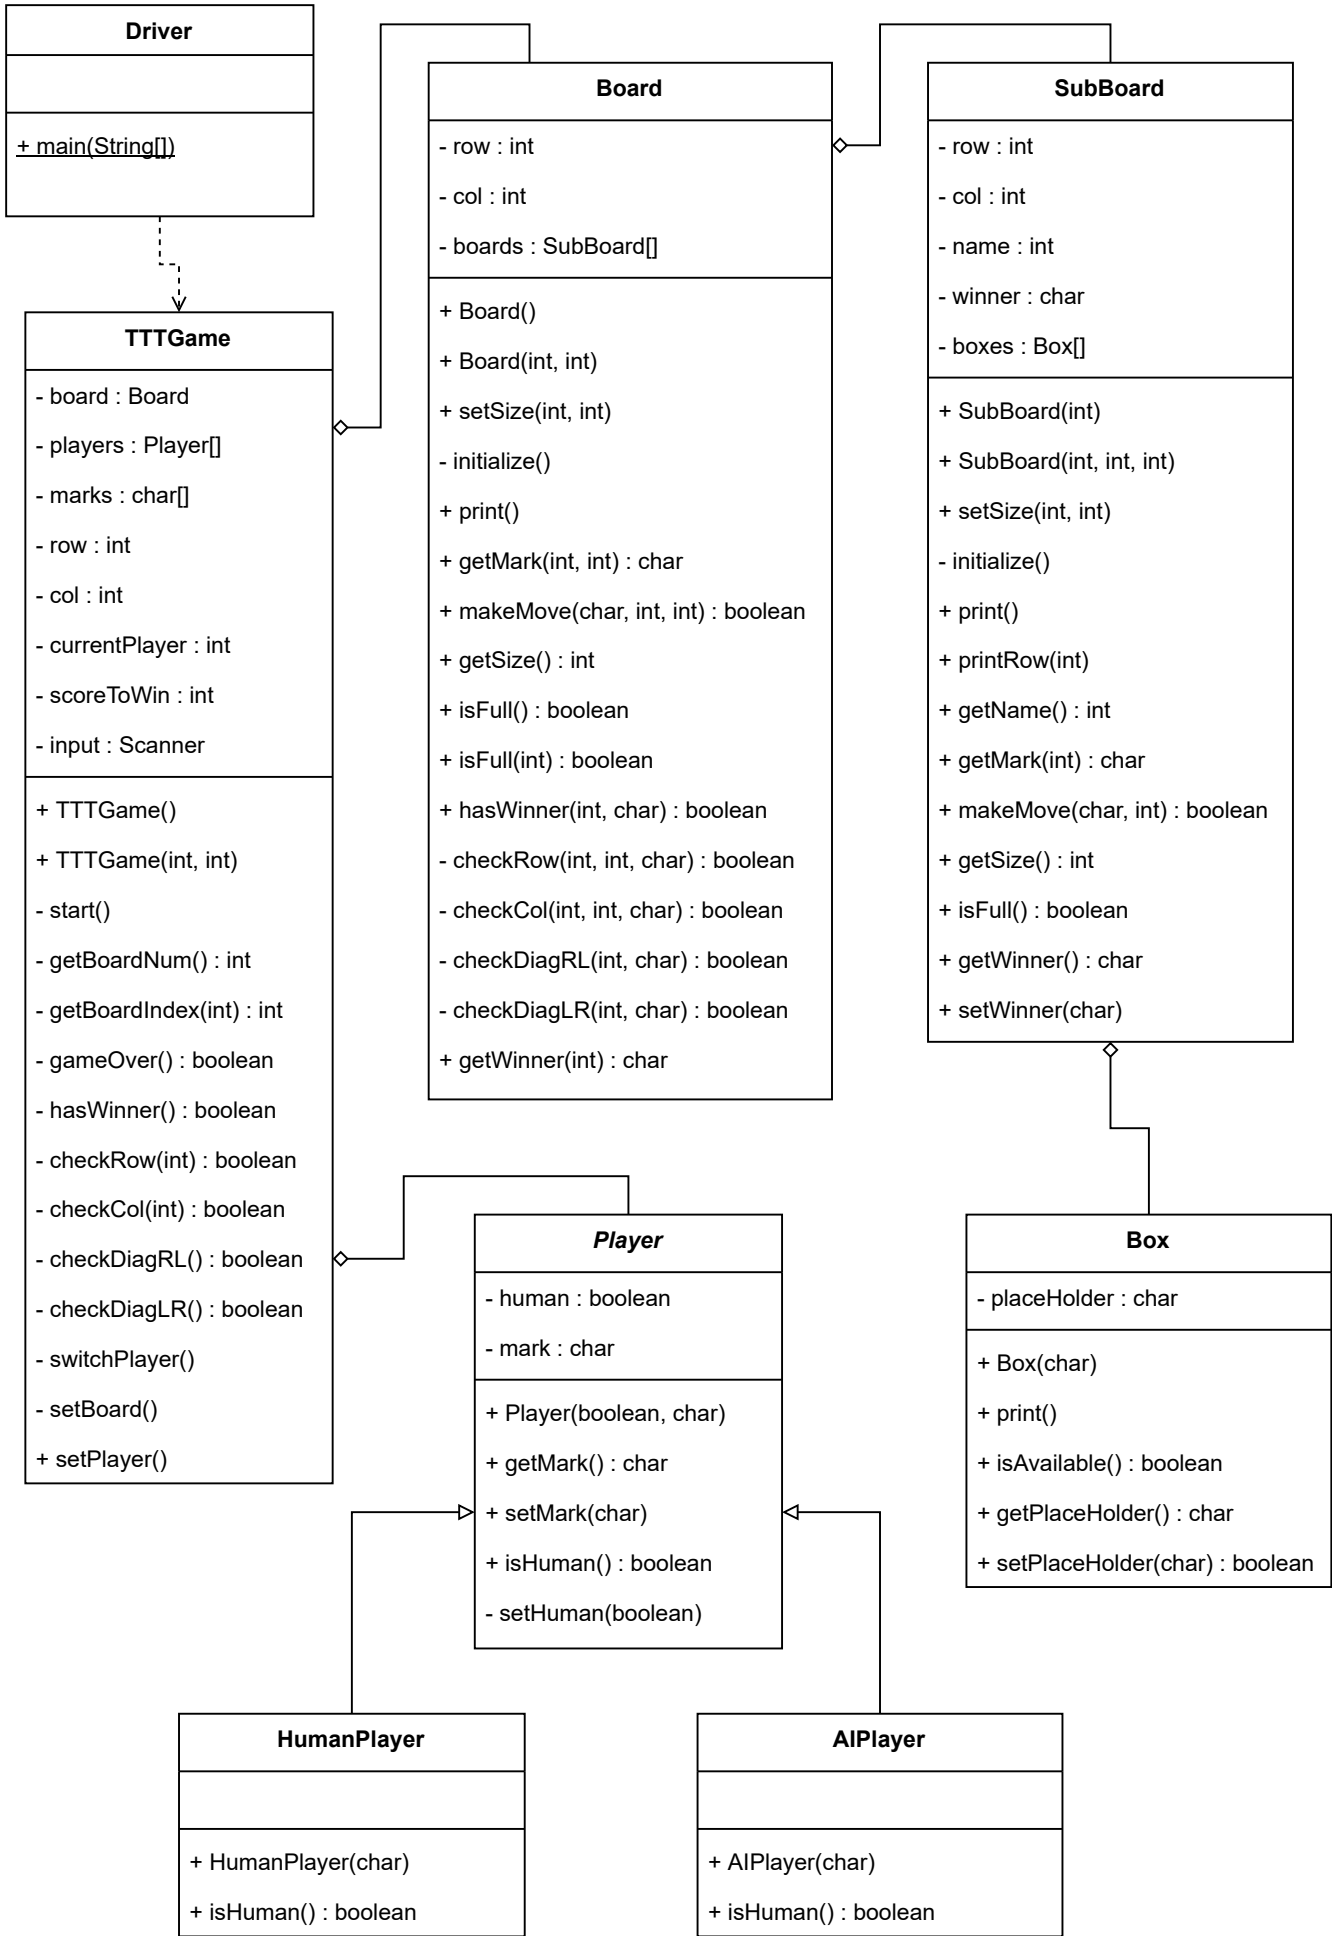 Driver
+ main(String[])
TTTGame
- board : Board
- players : Player[]
- marks : char[]
- row : int
- col : int
- currentPlayer : int
- scoreToWin : int
- input : Scanner
+ TTTGame()
+ TTTGame(int, int)
- start()
- getBoardNum() : int
- getBoardIndex(int) : int
- gameOver() : boolean
- hasWinner() : boolean
- checkRow(int) : boolean
- checkCol(int) : boolean
- checkDiagRL() : boolean
- checkDiagLR() : boolean
- switchPlayer()
- setBoard()
+ setPlayer()
Board
- row : int
- col : int
- boards : SubBoard[]
+ Board()
+ Board(int, int)
+ setSize(int, int)
- initialize()
+ print()
+ getMark(int, int) : char
+ makeMove(char, int, int) : boolean
+ getSize() : int
+ isFull() : boolean
+ isFull(int) : boolean
+ hasWinner(int, char) : boolean
- checkRow(int, int, char) : boolean
- checkCol(int, int, char) : boolean
- checkDiagRL(int, char) : boolean
- checkDiagLR(int, char) : boolean
+ getWinner(int) : char
SubBoard
- row : int
- col : int
- name : int
- winner : char
- boxes : Box[]
+ SubBoard(int)
+ SubBoard(int, int, int)
+ setSize(int, int)
- initialize()
+ print()
+ printRow(int)
+ getName() : int
+ getMark(int) : char
+ makeMove(char, int) : boolean
+ getSize() : int
+ isFull() : boolean
+ getWinner() : char
+ setWinner(char)
Player
- human : boolean
- mark : char
+ Player(boolean, char)
+ getMark() : char
+ setMark(char)
+ isHuman() : boolean
- setHuman(boolean)
Box
- placeHolder : char
+ Box(char)
+ print()
+ isAvailable() : boolean
+ getPlaceHolder() : char
+ setPlaceHolder(char) : boolean
HumanPlayer
+ HumanPlayer(char)
+ isHuman() : boolean
AIPlayer
+ AIPlayer(char)
+ isHuman() : boolean